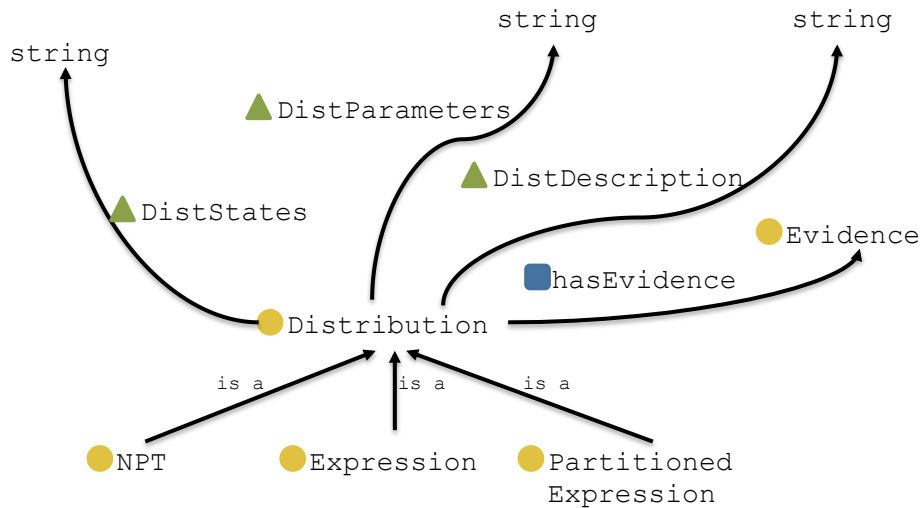 string
string
string
DistParameters
DistDescription
DistStates
Evidence
hasEvidence
Distribution
is a
is a
is a
NPT
Expression
Partitioned
Expression